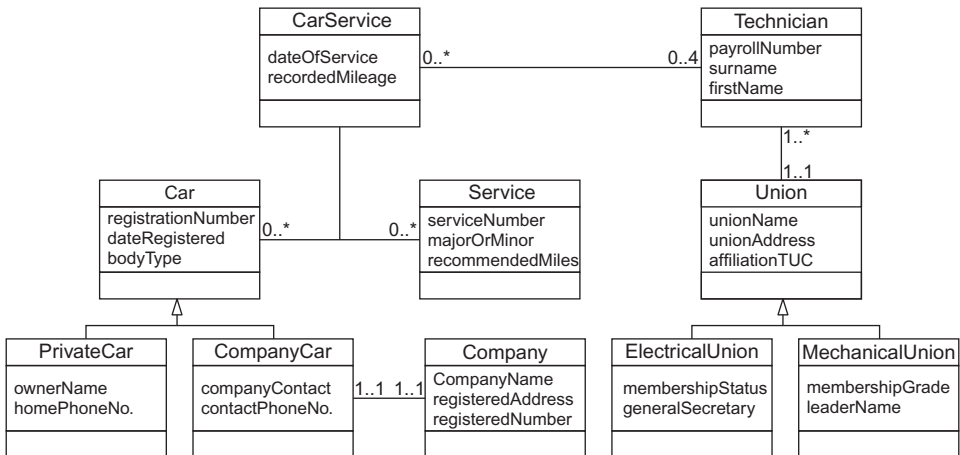 CarService
dateOfService
recordedMileage
0..*
0..4
Technician
payrollNumber
surname
firstName
1..*
1..1
Car
registrationNumber
dateRegistered
bodyType
0..*
0..*
Service
serviceNumber
majorOrMinor
recommendedMiles
Union
unionName
unionAddress
affiliationTUC
PrivateCar
ownerName
homePhoneNo.
CompanyCar
companyContact
contactPhoneNo.
1..1 1..1
Company
CompanyName
registeredAddress
registeredNumber
ElectricalUnion
membershipStatus
generalSecretary
MechanicalUnion
membershipGrade
leaderName